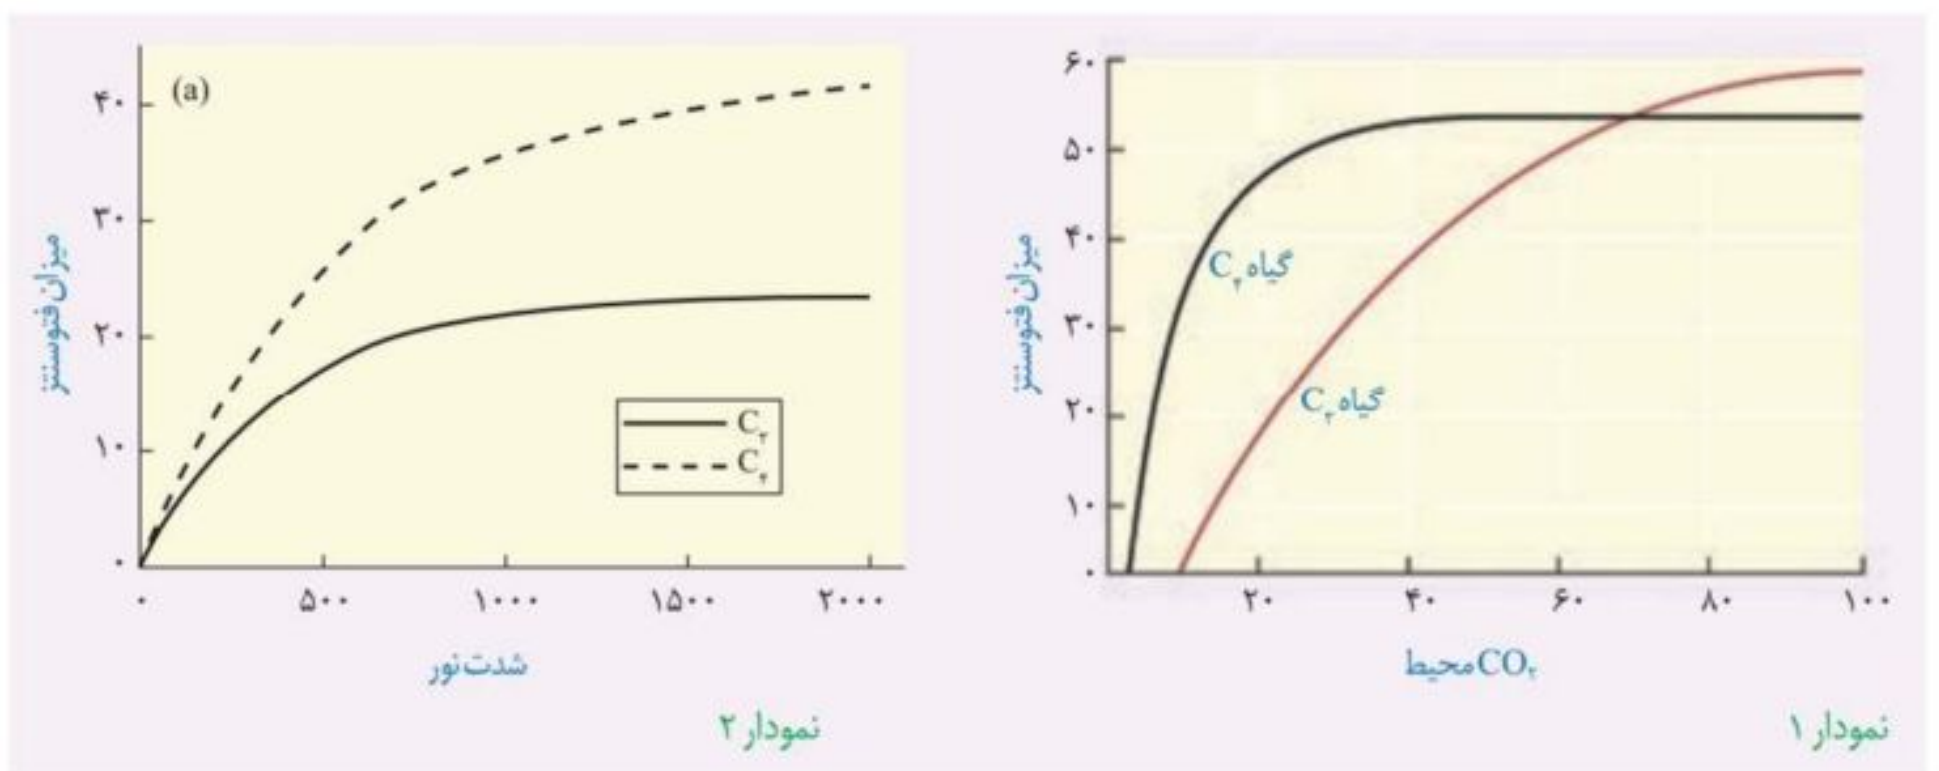 ۶۰
۵۰
۴۰
۳۰
۲۰
۱۰
۰
میزان فتوسنتز
گیاه C۴
گیاه C۳
۲۰ ۴۰ ۶۰ ۸۰ ۱۰۰
CO۲ محیط
نمودار ۱
(a)
۴۰
۳۰
۲۰
۱۰
۰
میزان فتوسنتز
C۳
C۴
۰ ۵۰۰ ۱۰۰۰ ۱۵۰۰ ۲۰۰۰
شدت نور
نمودار ۲